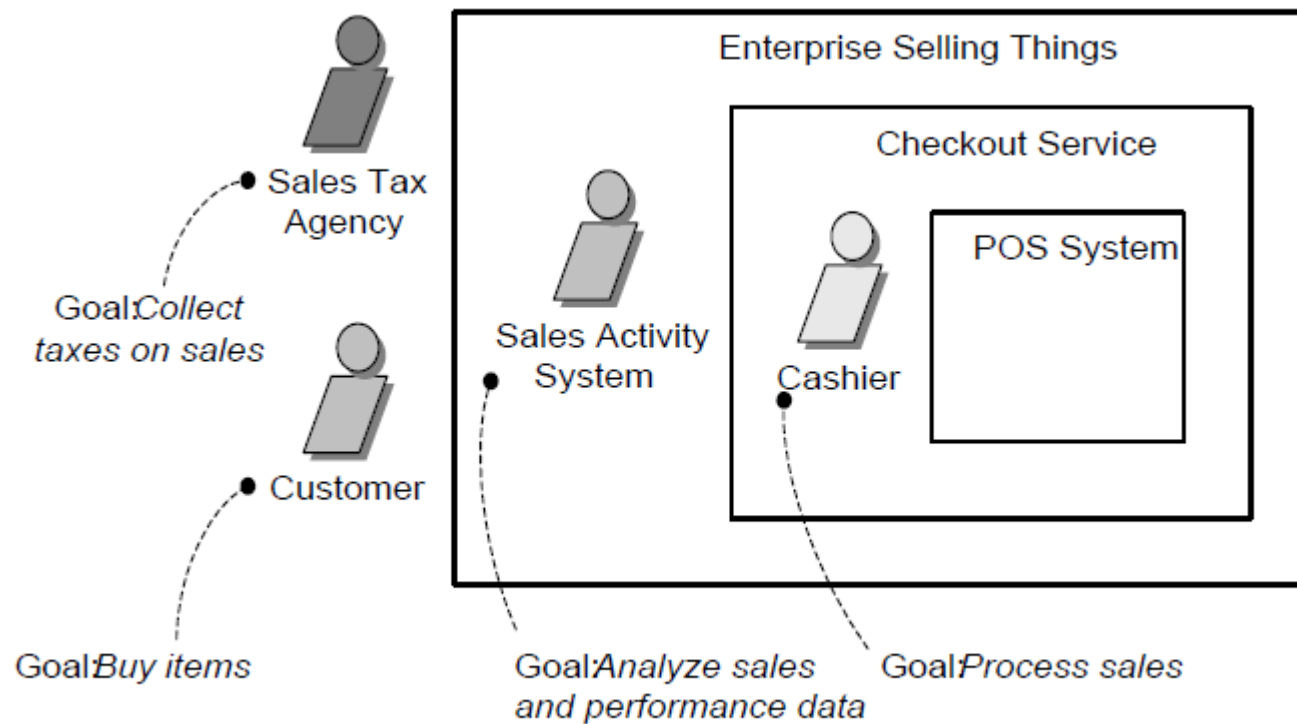 Enterprise Selling Things
Checkout Service
POS System
Sales Tax
Agency
Goal:Collect
taxes on sales
Sales Activity
System
Cashier
Customer
Goal:Buy items
Goal:Analyze sales
and performance data
Goal:Process sales